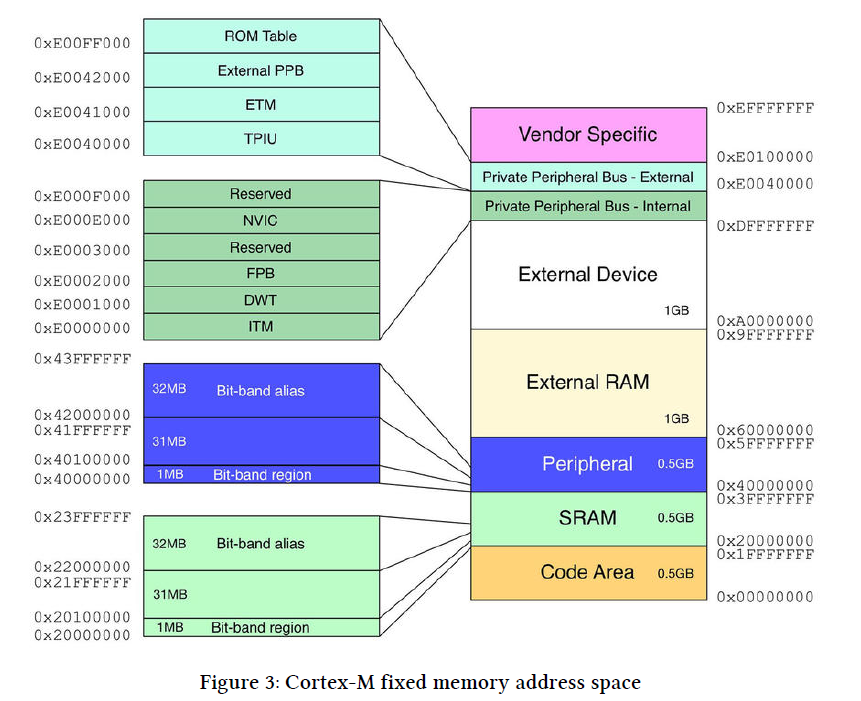 0xE00FF000
ROM Table
0xE0042000
External PPB
0xE0041000
ETM
0xE0040000
TPIU
0xE000F000
Reserved
0xE000E000
NVIC
0xE0003000
Reserved
0xE0002000
FPB
0xE0001000
DWT
0xE0000000
ITM
0x43FFFFFF
32MB Bit-band alias
0x42000000
0x41FFFFFF
31MB
0x40100000
1MB Bit-band region
0x40000000
0x23FFFFFF
32MB Bit-band alias
0x22000000
0x21FFFFFF
31MB
0x20100000
1MB Bit-band region
0x20000000
0xEFFFFFFF
Vendor Specific
0xE0100000
Private Peripheral Bus - External
0xE0040000
Private Peripheral Bus - Internal
0xDFFFFFFF
External Device
1GB
0xA0000000
0x9FFFFFFF
External RAM
1GB
0x60000000
0x5FFFFFFF
Peripheral 0.5GB
0x40000000
0x3FFFFFFF
SRAM 0.5GB
0x20000000
0x1FFFFFFF
Code Area 0.5GB
0x00000000
Figure 3: Cortex-M fixed memory address space